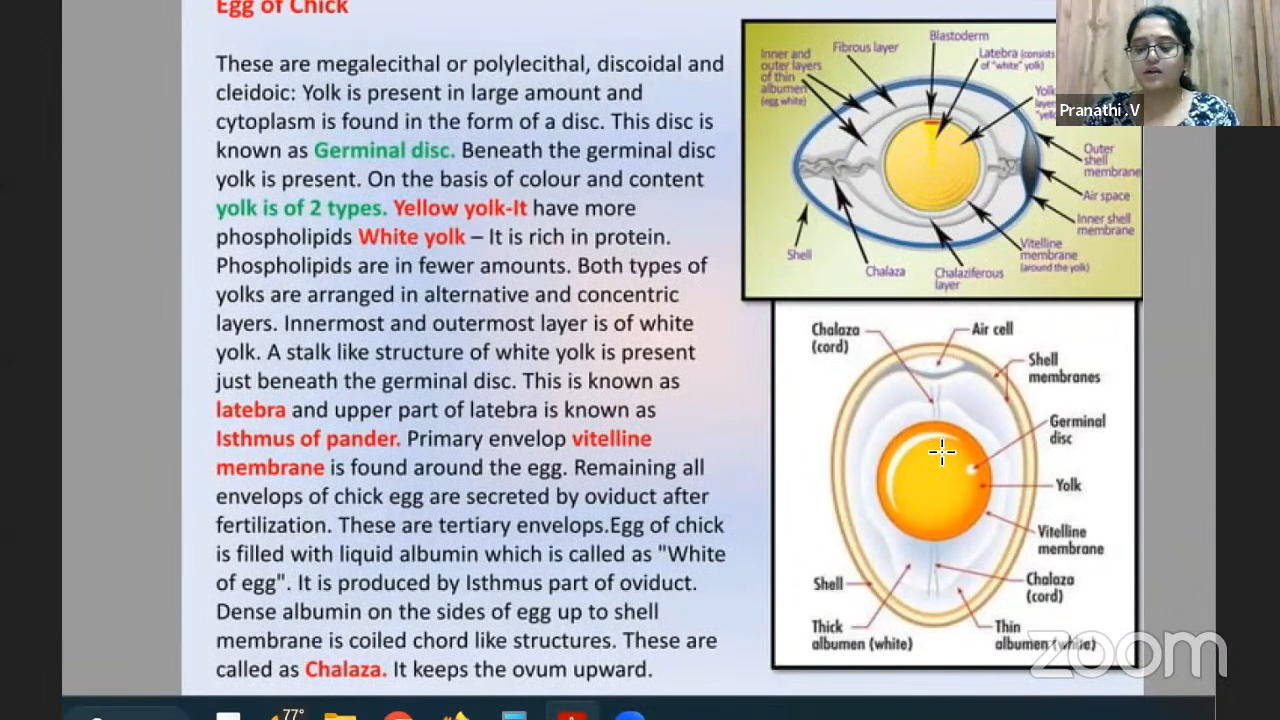 Egg of Chick
These are megalecithal or polylecithal, discoidal and
cleidoic: Yolk is present in large amount and
cytoplasm is found in the form of a disc. This disc is
known as Germinal disc. Beneath the germinal disc
yolk is present. On the basis of colour and content
yolk is of 2 types. Yellow yolk-It have more
phospholipids White yolk – It is rich in protein.
Phospholipids are in fewer amounts. Both types of
yolks are arranged in alternative and concentric
layers. Innermost and outermost layer is of white
yolk. A stalk like structure of white yolk is present
just beneath the germinal disc. This is known as
latebra and upper part of latebra is known as
Isthmus of pander. Primary envelop vitelline
membrane is found around the egg. Remaining all
envelops of chick egg are secreted by oviduct after
fertilization. These are tertiary envelops.Egg of chick
is filled with liquid albumin which is called as "White
of egg". It is produced by Isthmus part of oviduct.
Dense albumin on the sides of egg up to shell
membrane is coiled chord like structures. These are
called as Chalaza. It keeps the ovum upward.
Inner and
outer layers
of thin
albumen
(egg white)
Fibrous layer
Blastoderm
Latebra (consists
of "white" yolk)
Outer
shell
membrane
Air space
Inner shell
membrane
Vitelline
membrane
(around the yolk)
Chalaziferous
layer
Chalaza
Shell
Chalaza
(cord)
Air cell
Shell
membranes
Germinal
disc
Yolk
Vitelline
membrane
Chalaza
(cord)
Thin
albumen (white)
Thick
albumen (white)
Shell
Pranathi .V
zoom
77°